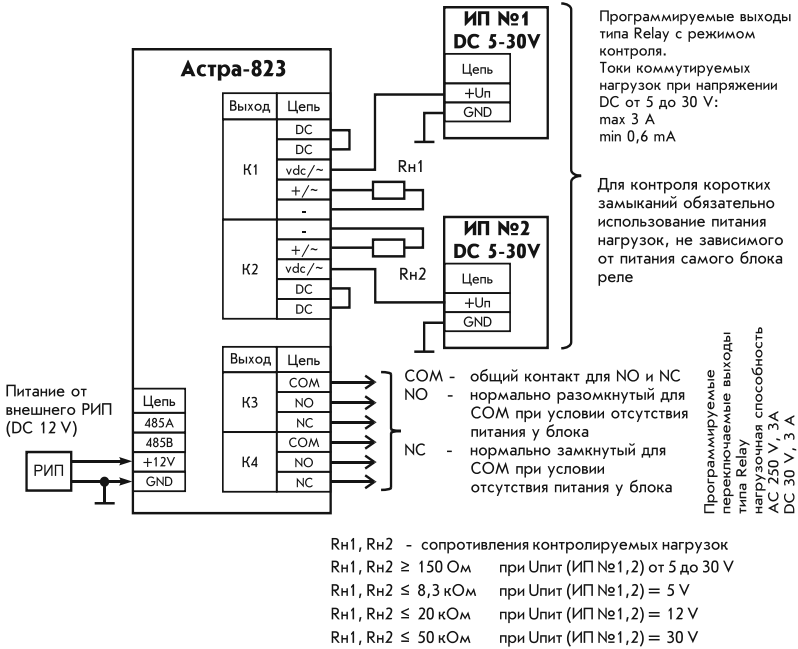 Астра-823
Выход Цепь
К1
DC
DC
vdc/~
+/~
-
К2
-
+/~
vdc/~
DC
DC
Выход Цепь
К3
COM
NO
NC
К4
COM
NO
NC
Питание от
внешнего РИП
(DC 12 V)
РИП
Цепь
485A
485B
+12V
GND
Rн1
Rн2
ИП №1
DC 5-30V
Цепь
+Uп
GND
ИП №2
DC 5-30V
Цепь
+Uп
GND
Программируемые выходы
типа Relay с режимом
контроля.
Токи коммутируемых
нагрузок при напряжении
DC от 5 до 30 V:
max 3 A
min 0,6 mA
Для контроля коротких
замыканий обязательно
использование питания
нагрузок, не зависимого
от питания самого блока
реле
COM - общий контакт для NO и NC
NO - нормально разомкнутый для
COM при условии отсутствия
питания у блока
NC - нормально замкнутый для
COM при условии
отсутствия питания у блока
Программируемые
переключаемые выходы
типа Relay
нагрузочная способность
AC 250 V, 3A
DC 30 V, 3 A
Rн1, Rн2 - сопротивления контролируемых нагрузок
Rн1, Rн2 ≥ 150 Ом при Uпит (ИП №1,2) от 5 до 30 V
Rн1, Rн2 ≤ 8,3 кОм при Uпит (ИП №1,2) = 5 V
Rн1, Rн2 ≤ 20 кОм при Uпит (ИП №1,2) = 12 V
Rн1, Rн2 ≤ 50 кОм при Uпит (ИП №1,2) = 30 V